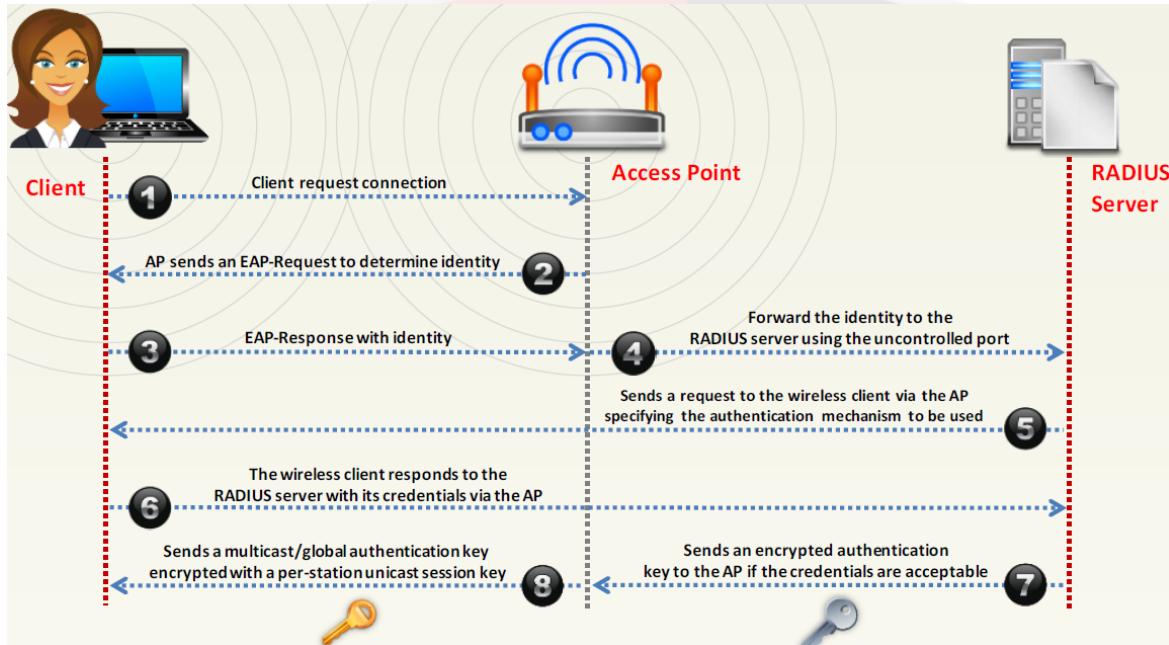 Client
Access Point
RADIUS
Server
1
Client request connection
AP sends an EAP-Request to determine identity
2
3
EAP-Response with identity
4
Forward the identity to the
RADIUS server using the uncontrolled port
Sends a request to the wireless client via the AP
specifying the authentication mechanism to be used
5
6
The wireless client responds to the
RADIUS server with its credentials via the AP
Sends an encrypted authentication
key to the AP if the credentials are acceptable
7
Sends a multicast/global authentication key
encrypted with a per-station unicast session key
8